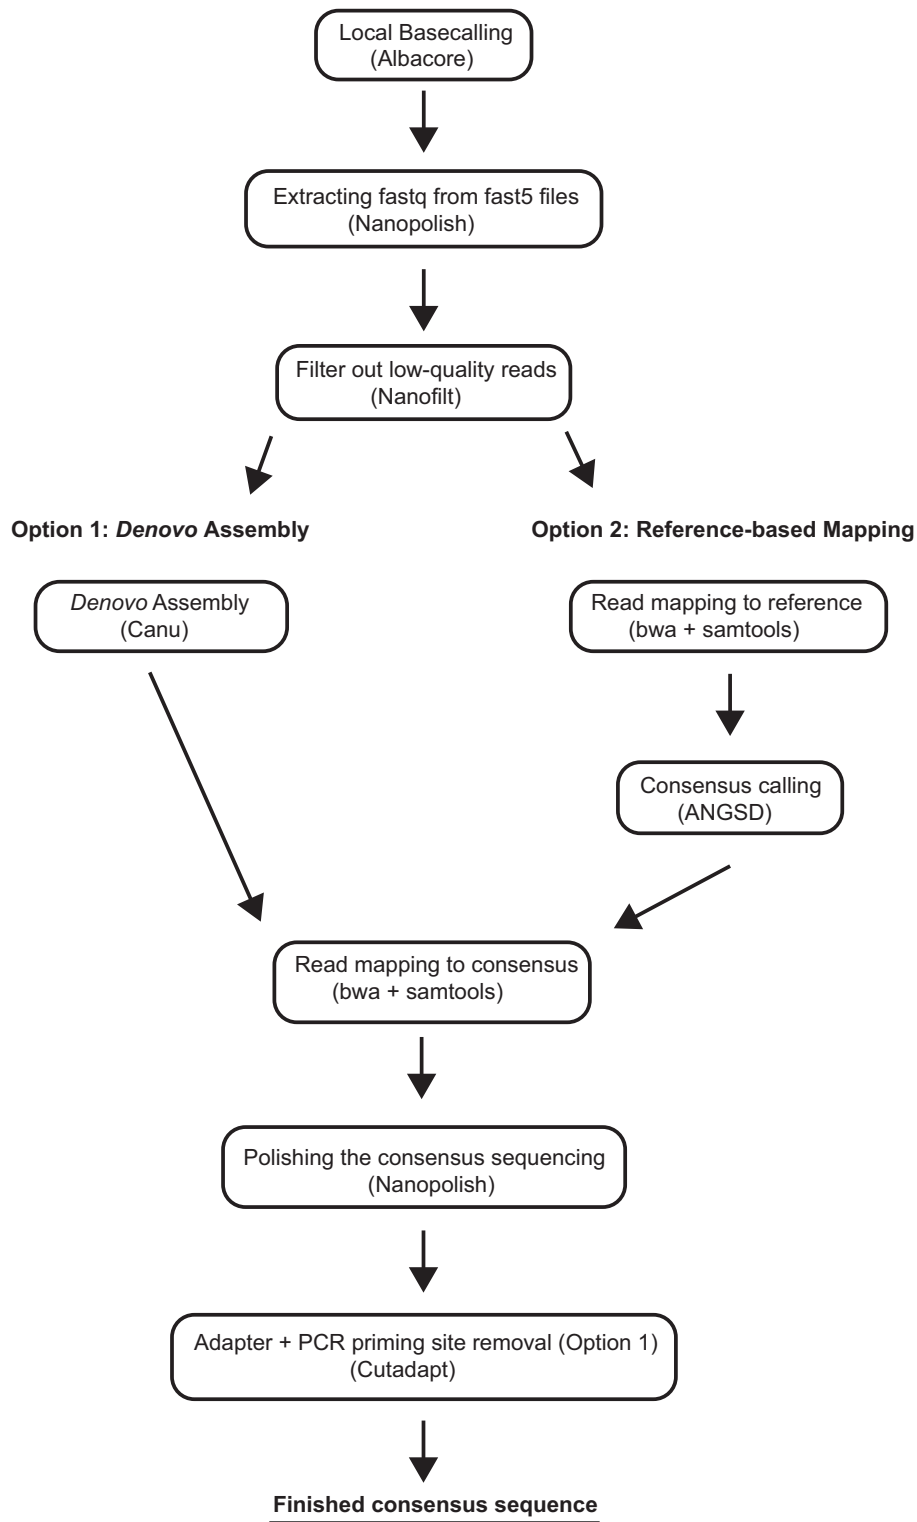 Local Basecalling
(Albacore)
Extracting fastq from fast5 files
(Nanopolish)
Filter out low-quality reads
(Nanofilt)
Option 1: Denovo Assembly
Option 2: Reference-based Mapping
Denovo Assembly
(Canu)
Read mapping to reference
(bwa + samtools)
Consensus calling
(ANGSD)
Read mapping to consensus
(bwa + samtools)
Polishing the consensus sequencing
(Nanopolish)
Adapter + PCR priming site removal (Option 1)
(Cutadapt)
Finished consensus sequence